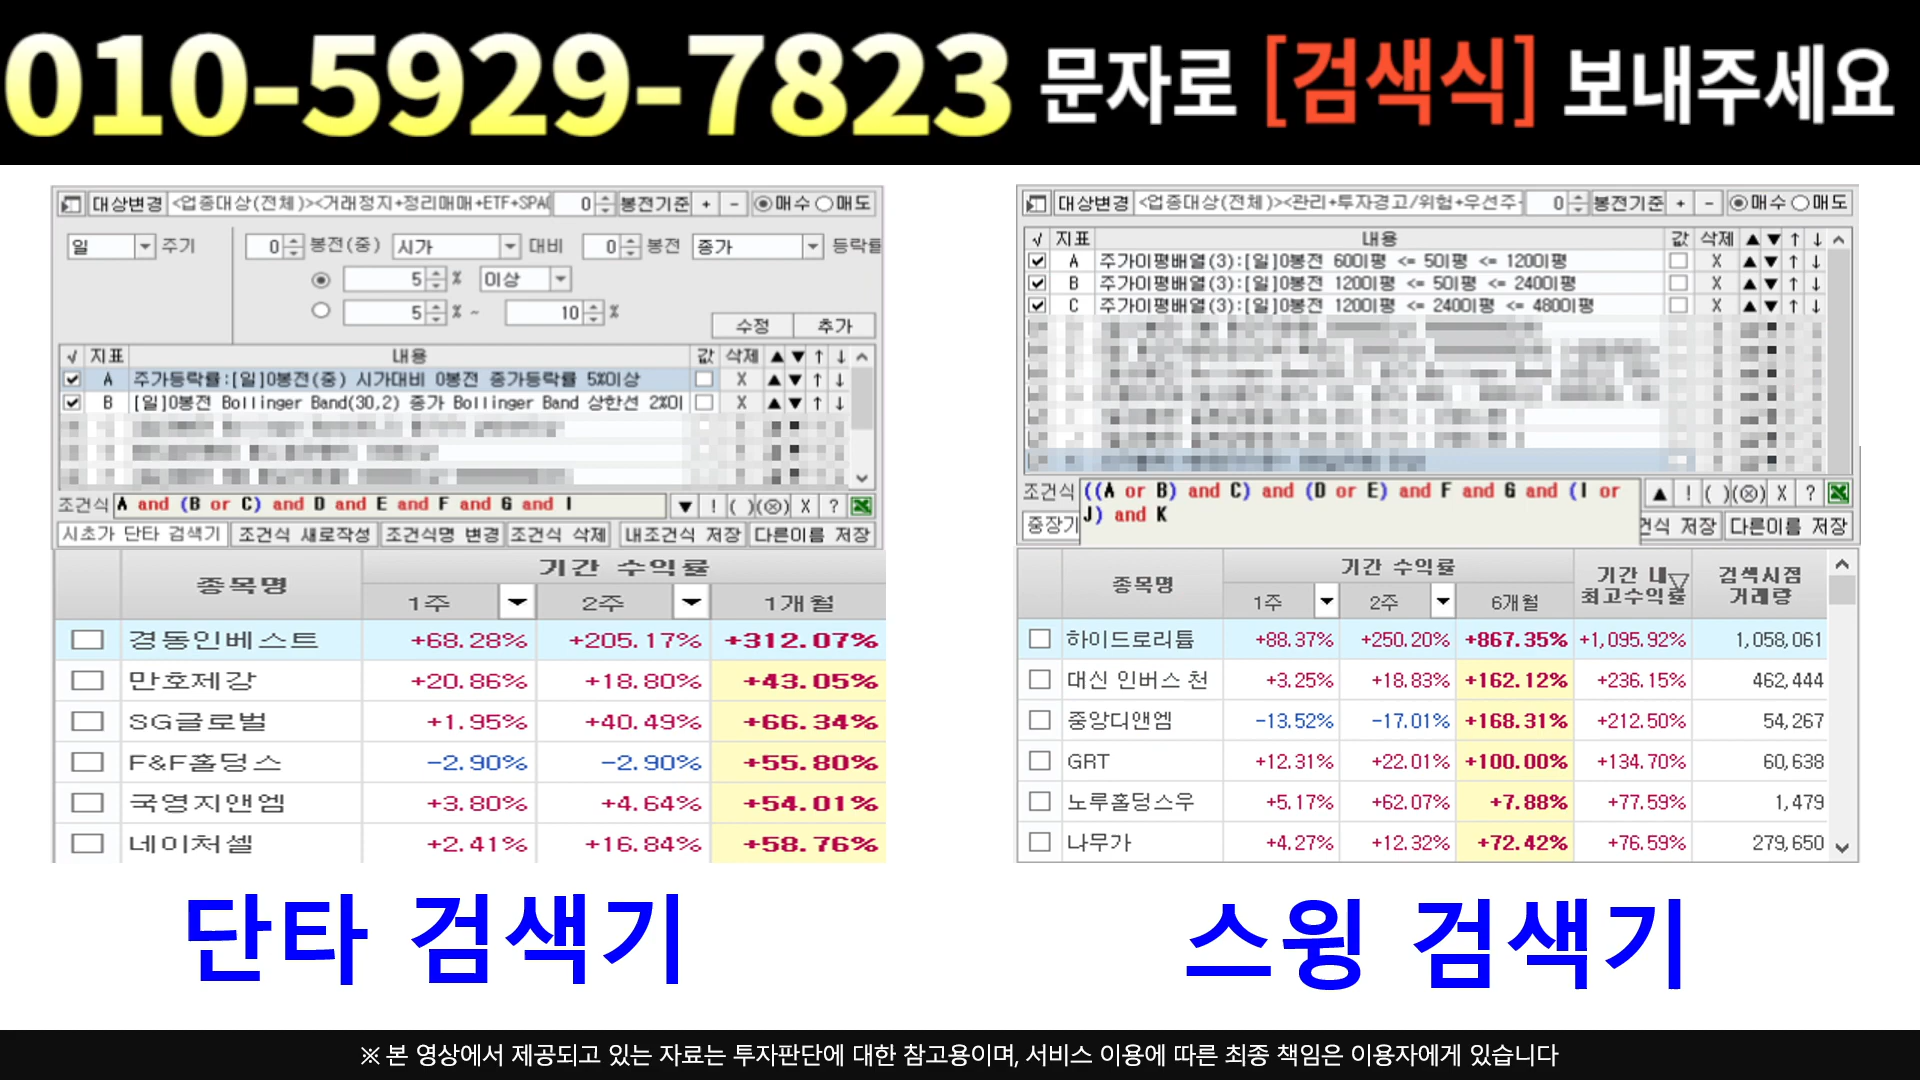 010-5929-7823 문자로 [검색식] 보내주세요
대상변경 <업종대상(전체)><거래정지+정리매매+ETF+SPA 0 봉전기준 + - 매수 매도
일 주기 0 봉전(중) 시가 대비 0 봉전 종가 등락률
5 % 이상
5 % ~ 10 %
수정 추가
√ 지표 내용 값 삭제 ▲ ▼ ↑ ↓
A 주가등락률:[일]0봉전(중) 시가대비 0봉전 종가등락률 5%이상 X ▲ ▼ ↑ ↓
B [일]0봉전 Bollinger Band(30,2) 종가 Bollinger Band 상한선 2%이 X ▲ ▼ ↑ ↓
조건식 A and (B or C) and D and E and F and G and I ▼ ! ( ) (⊗) X ?
시초가 단타 검색기 조건식 새로작성 조건식명 변경 조건식 삭제 내조건식 저장 다른이름 저장
종목명 기간 수익률
1주 2주 1개월
경동인베스트 +68.28% +205.17% +312.07%
만호제강 +20.86% +18.80% +43.05%
SG글로벌 +1.95% +40.49% +66.34%
F&F홀딩스 -2.90% -2.90% +55.80%
국영지앤엠 +3.80% +4.64% +54.01%
네이처셀 +2.41% +16.84% +58.76%
단타 검색기
대상변경 <업종대상(전체)><관리+투자경고/위험+우선주+ 0 봉전기준 + - 매수 매도
√ 지표 내용 값 삭제 ▲ ▼ ↑ ↓
A 주가이평배열(3):[일]0봉전 60이평 <= 5이평 <= 120이평 X ▲ ▼ ↑ ↓
B 주가이평배열(3):[일]0봉전 120이평 <= 5이평 <= 240이평 X ▲ ▼ ↑ ↓
C 주가이평배열(3):[일]0봉전 120이평 <= 240이평 <= 480이평 X ▲ ▼ ↑ ↓
조건식 ((A or B) and C) and (D or E) and F and G and (I or ▲ ! ( ) (⊗) X ?
J) and K
중장기 건식 저장 다른이름 저장
종목명 기간 수익률 기간 내 최고수익률 검색시점 거래량
1주 2주 6개월
하이드로리튬 +88.37% +250.20% +867.35% +1,095.92% 1,058,061
대신 인버스 천 +3.25% +18.83% +162.12% +236.15% 462,444
중앙디앤엠 -13.52% -17.01% +168.31% +212.50% 54,267
GRT +12.31% +22.01% +100.00% +134.70% 60,638
노루홀딩스우 +5.17% +62.07% +7.88% +77.59% 1,479
나무가 +4.27% +12.32% +72.42% +76.59% 279,650
스윙 검색기
※ 본 영상에서 제공되고 있는 자료는 투자판단에 대한 참고용이며, 서비스 이용에 따른 최종 책임은 이용자에게 있습니다